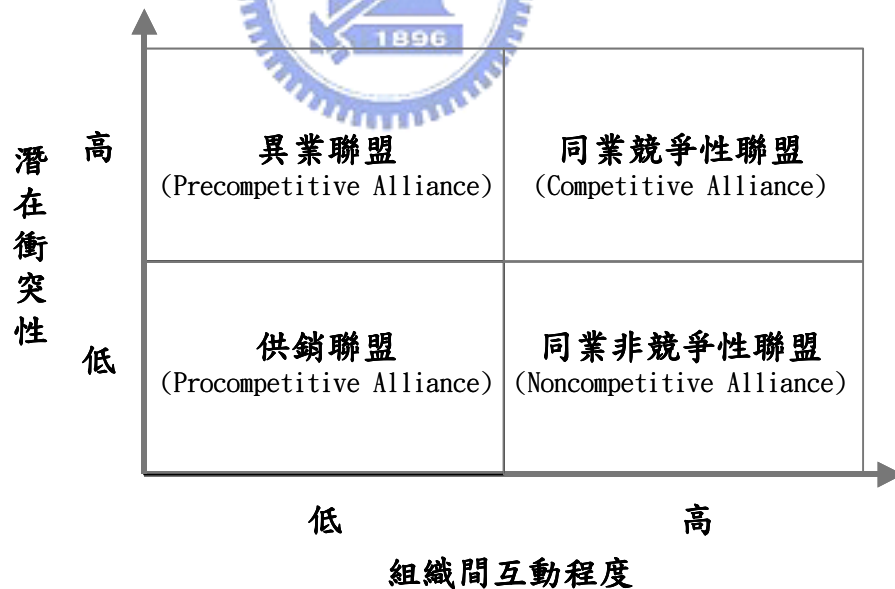 1896
潛在衝突性
高
異業聯盟
(Precompetitive Alliance)
同業競爭性聯盟
(Competitive Alliance)
低
供銷聯盟
(Procompetitive Alliance)
同業非競爭性聯盟
(Noncompetitive Alliance)
低
高
組織間互動程度